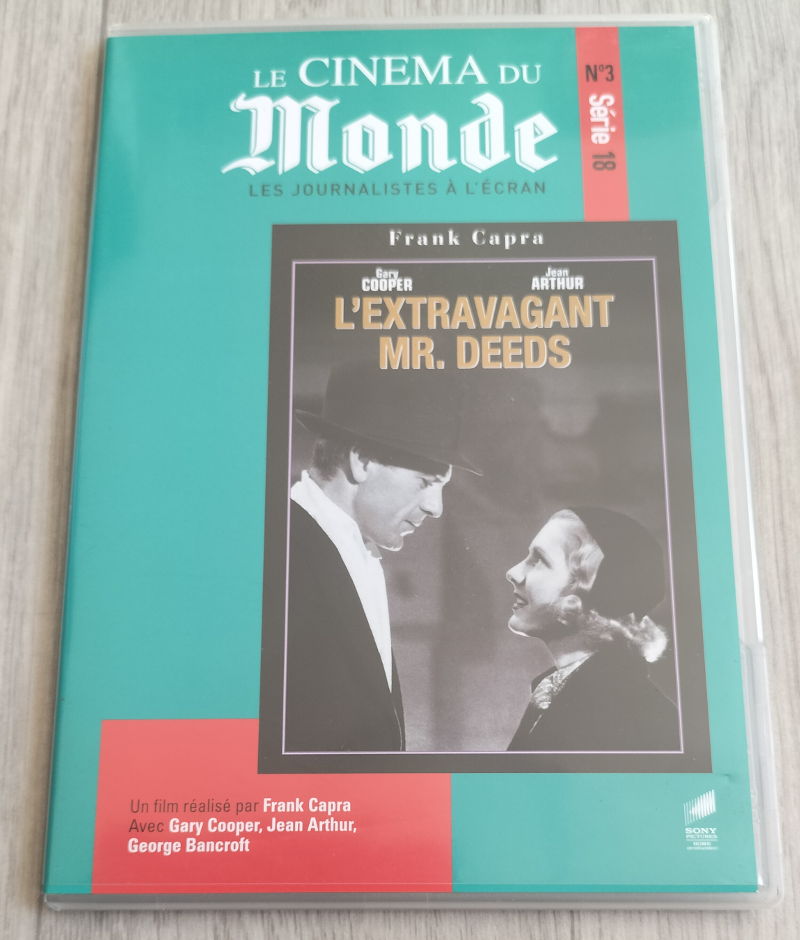 LE CINEMA DU
Monde
LES JOURNALISTES À L'ÉCRAN
N°3
Série 18
Frank Capra
Gary
COOPER
Jean
ARTHUR
L'EXTRAVAGANT
MR. DEEDS
Un film réalisé par Frank Capra
Avec Gary Cooper, Jean Arthur,
George Bancroft
SONY
PICTURES
HOME